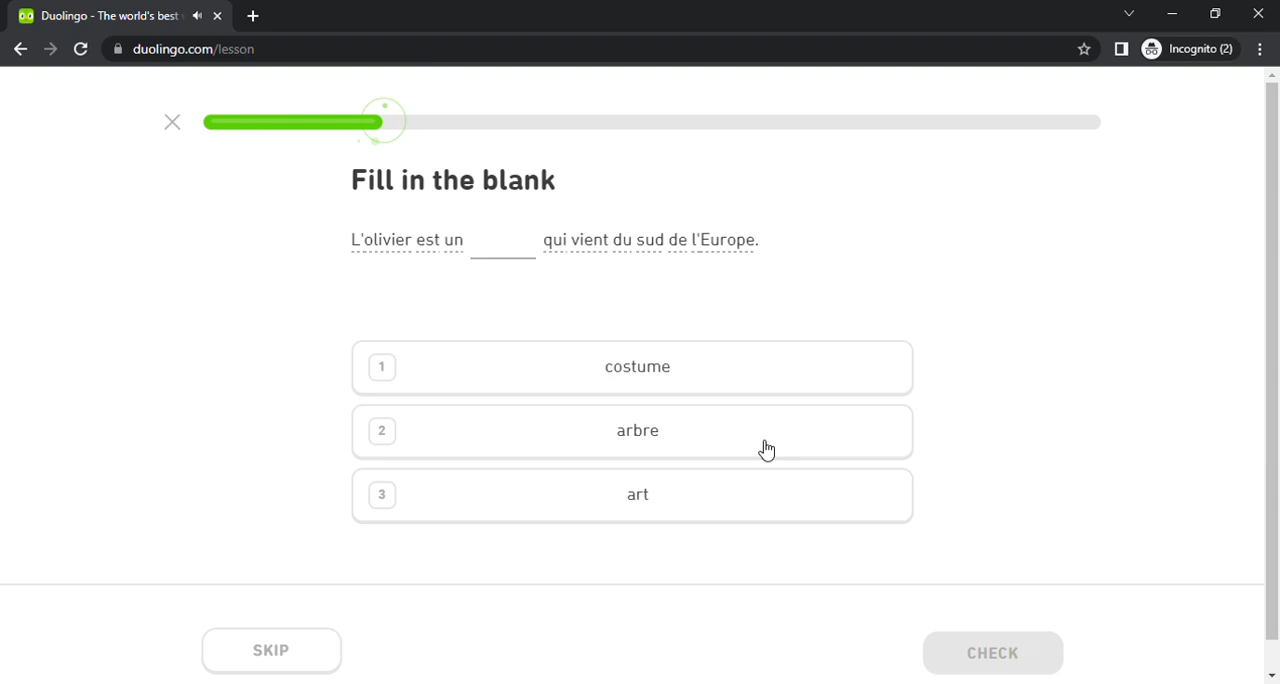 Duolingo - The world's best
duolingo.com/lesson
Incognito (2)
Fill in the blank
L'olivier est un ______ qui vient du sud de l'Europe.
1 costume
2 arbre
3 art
SKIP
CHECK